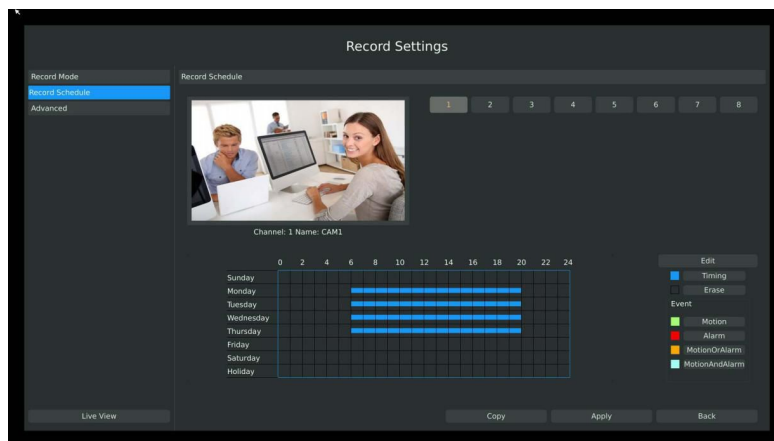 Record Settings
Record Mode
Record Schedule
Advanced
Record Schedule
1 2 3 4 5 6 7 8
Channel: 1 Name: CAM1
0 2 4 6 8 10 12 14 16 18 20 22 24
Sunday
Monday
Tuesday
Wednesday
Thursday
Friday
Saturday
Holiday
Edit
Timing
Erase
Event
Motion
Alarm
MotionOrAlarm
MotionAndAlarm
Live View
Copy
Apply
Back